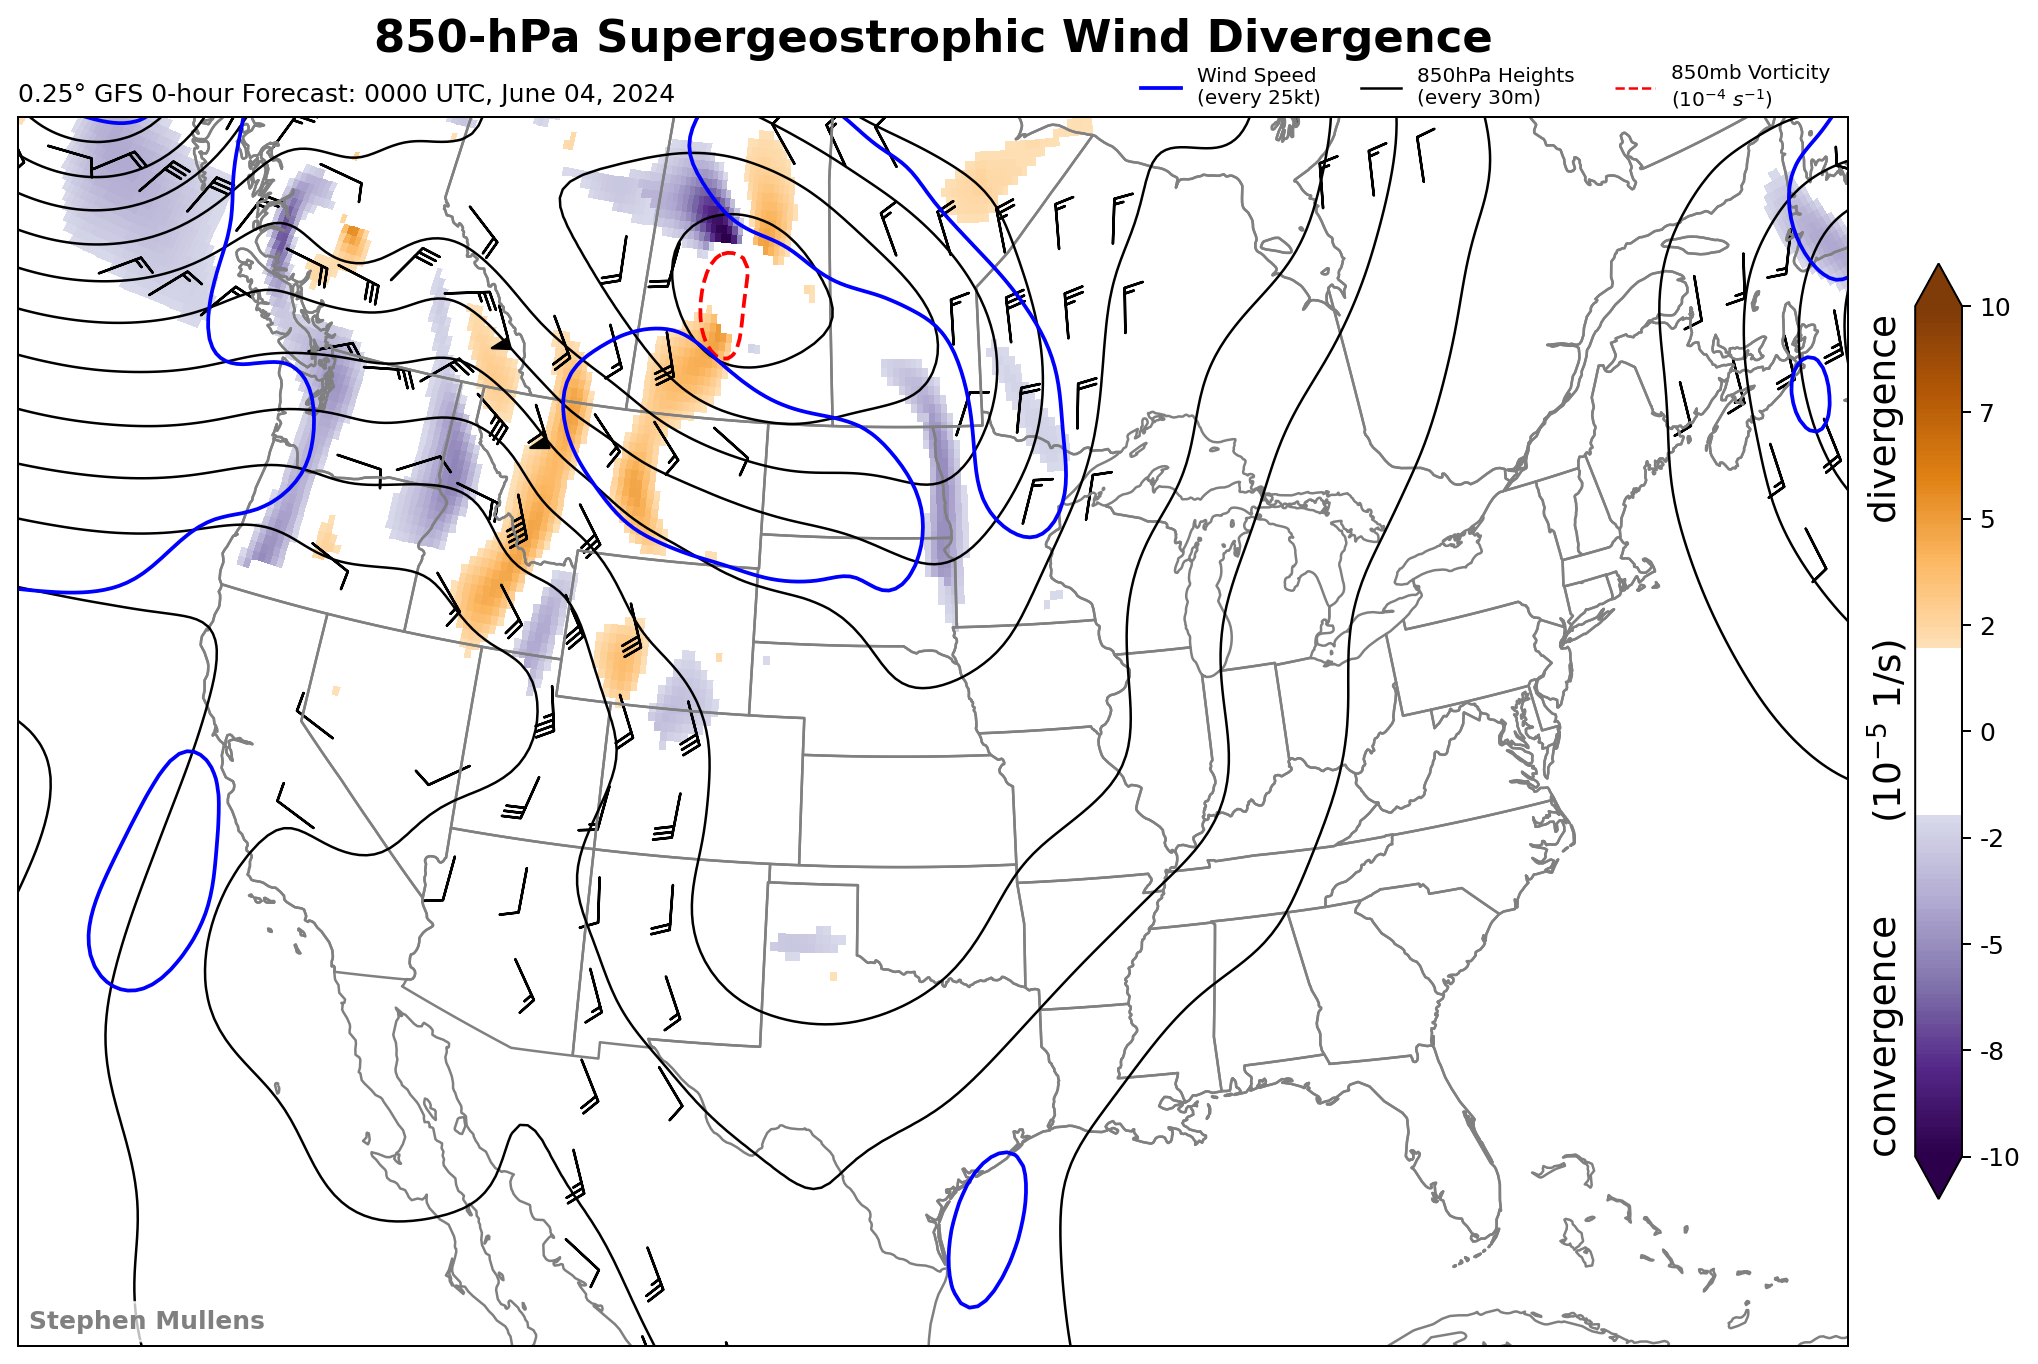 850-hPa Supergeostrophic Wind Divergence
0.25° GFS 0-hour Forecast: 0000 UTC, June 04, 2024
Wind Speed
(every 25kt)
850hPa Heights
(every 30m)
850mb Vorticity
(10⁻⁴ s⁻¹)
10
7
5
2
0
-2
-5
-8
-10
convergence (10⁻⁵ 1/s) divergence
Stephen Mullens